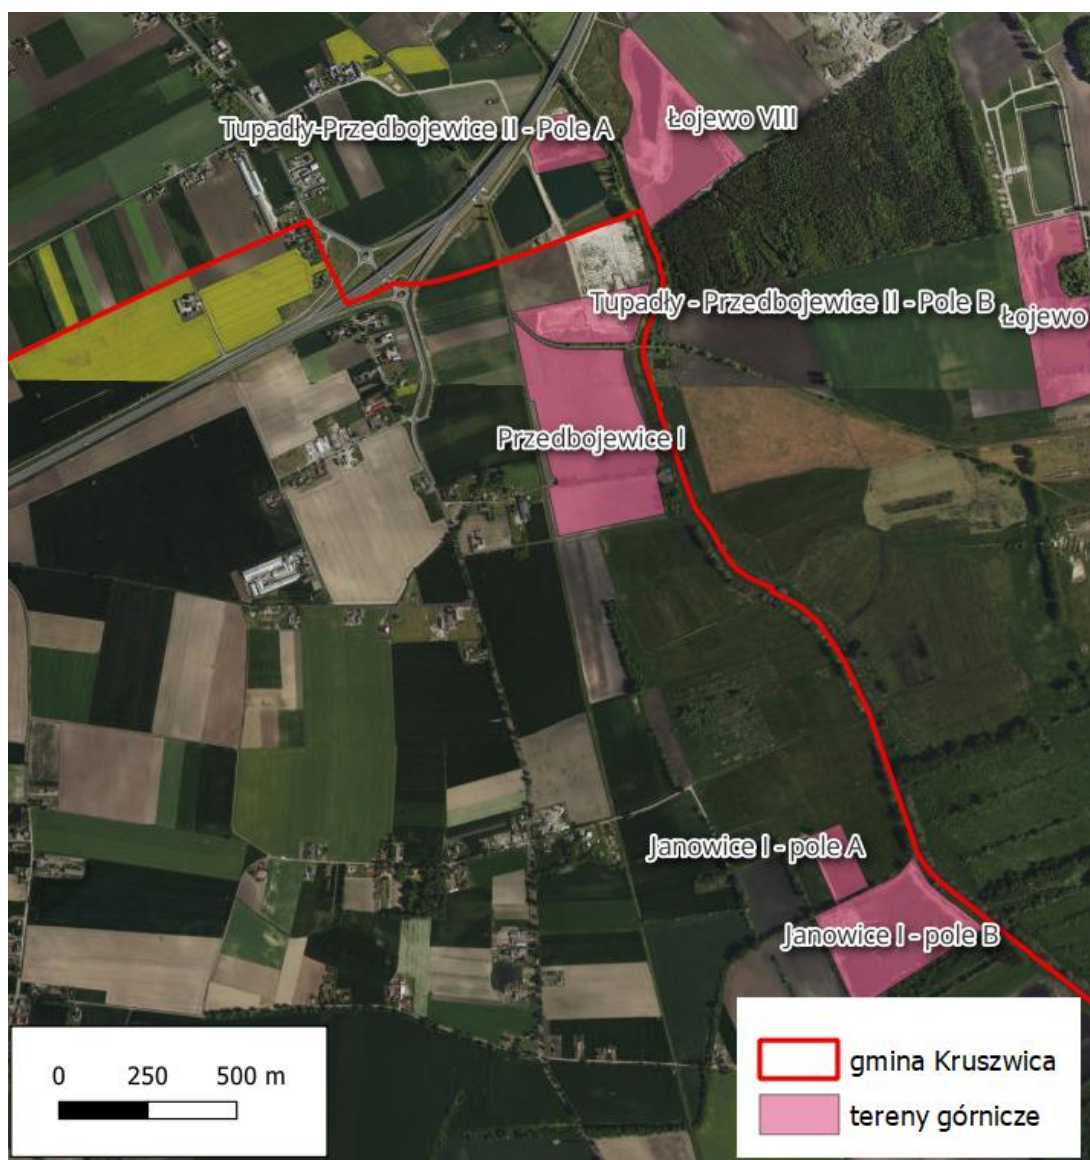 Tupadły-Przedbojewice II - Pole A
Łojewo VIII
Tupadły - Przedbojewice II - Pole B
Łojewo
Przedbojewice I
Janowice I - pole A
Janowice I - pole B
0 250 500 m
gmina Kruszwica
tereny górnicze